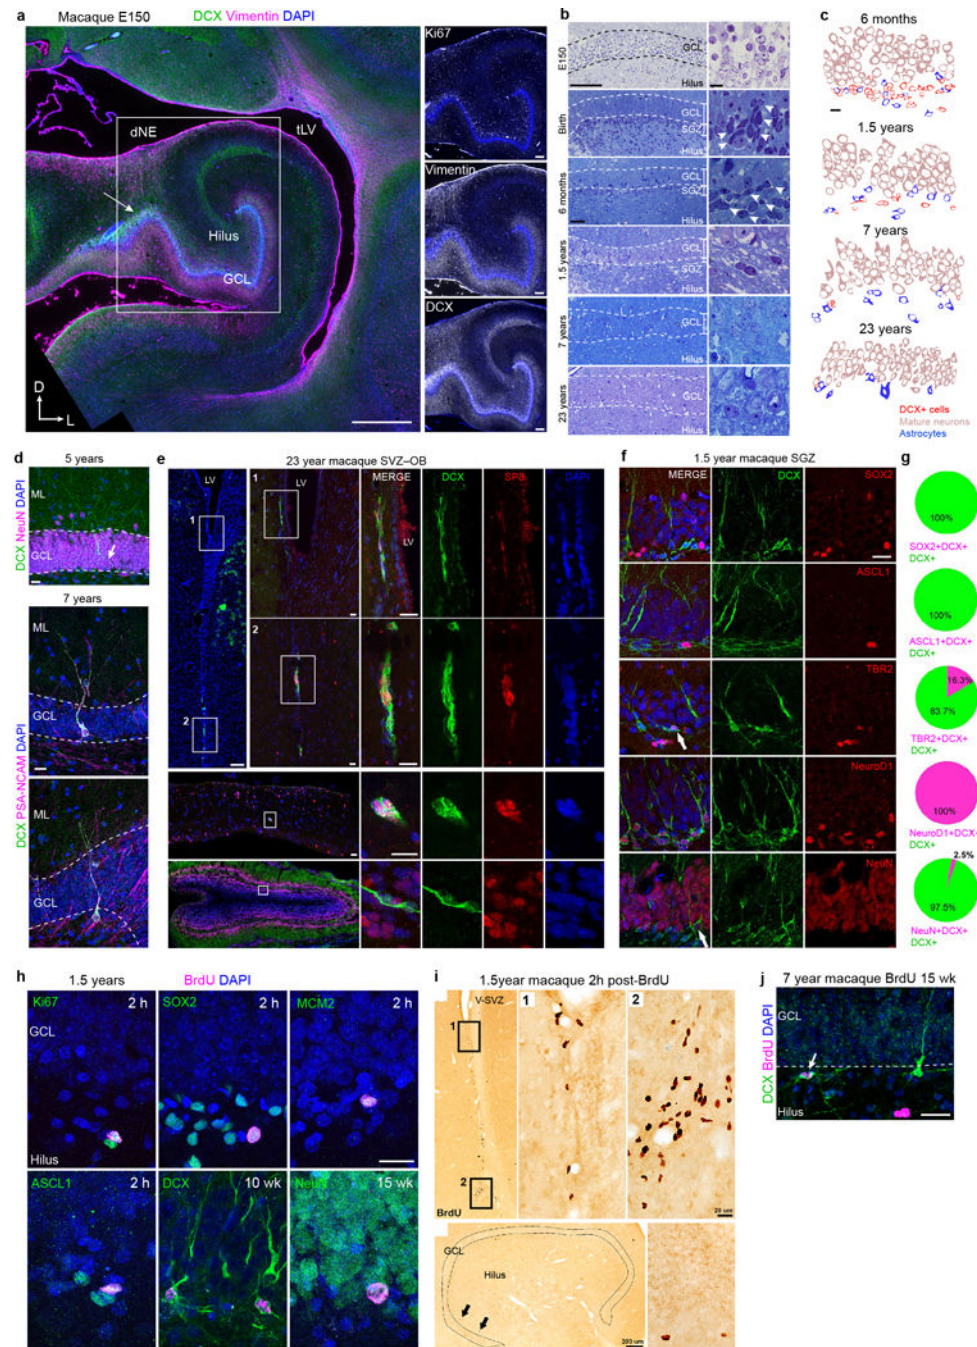 a
Macaque E150 DCX Vimentin DAPI
dNE
tLV
Hilus
GCL
D
L
Ki67
Vimentin
DCX
b
E150
GCL
Hilus
Birth
GCL
SGZ
Hilus
6 months
GCL
SGZ
Hilus
1.5 years
GCL
SGZ
Hilus
7 years
GCL
Hilus
23 years
GCL
Hilus
c
6 months
1.5 years
7 years
23 years
DCX+ cells
Mature neurons
Astrocytes
d
5 years
DCX NeuN DAPI
ML
GCL
7 years
DCX PSA-NCAM DAPI
ML
GCL
ML
GCL
e
23 year macaque SVZ–OB
LV
1
2
1
LV
MERGE
DCX
SP8
DAPI
LV
2
f
1.5 year macaque SGZ
MERGE
DCX
SOX2
ASCL1
TBR2
NeuroD1
NeuN
g
100%
SOX2+DCX+
DCX+
100%
ASCL1+DCX+
DCX+
16.3%
83.7%
TBR2+DCX+
DCX+
100%
NeuroD1+DCX+
DCX+
2.5%
97.5%
NeuN+DCX+
DCX+
h
1.5 years BrdU DAPI
Ki67 2 h
GCL
Hilus
SOX2 2 h
MCM2 2 h
ASCL1 2 h
DCX 10 wk
NeuN 15 wk
i
1.5year macaque 2h post-BrdU
V-SVZ
1
2
BrdU
1
2
20 um
GCL
Hilus
200 um
j
7 year macaque BrdU 15 wk
DCX BrdU DAPI
GCL
Hilus